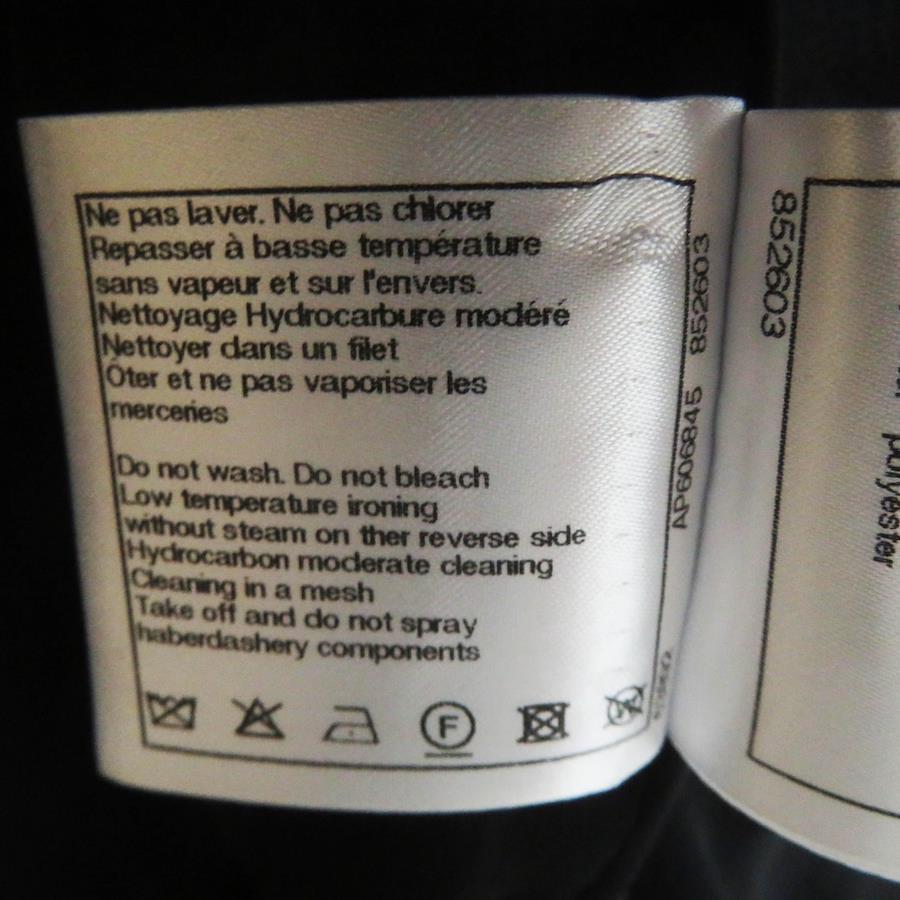 Ne pas laver. Ne pas chlorer
Repasser à basse température
sans vapeur et sur l'envers.
Nettoyage Hydrocarbure modéré
Nettoyer dans un filet
Ôter et ne pas vaporiser les
merceries
Do not wash. Do not bleach
Low temperature ironing
without steam on ther reverse side
Hydrocarbon moderate cleaning
Cleaning in a mesh
Take off and do not spray
haberdashery components
F
AP606845 852603
852603
polyester